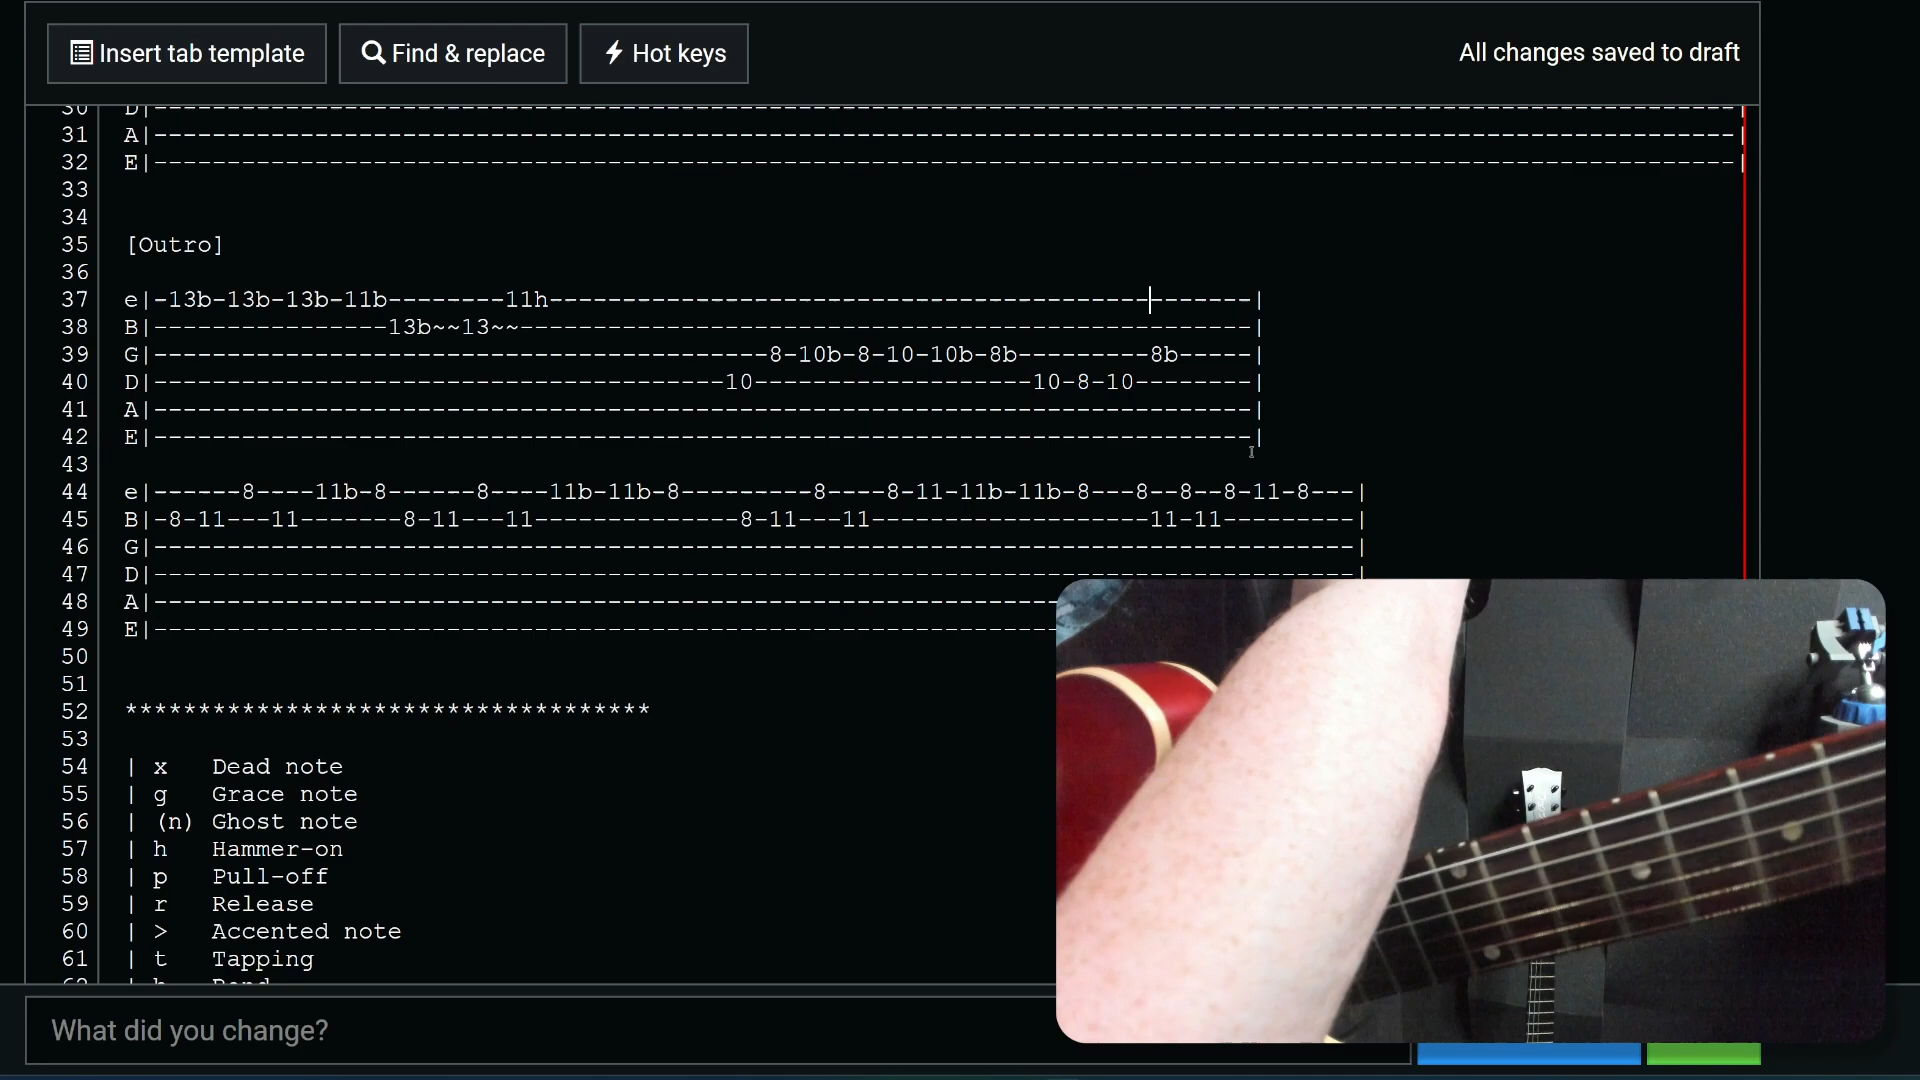 Insert tab template
Find & replace
Hot keys
All changes saved to draft
30 D|------------------------------------------------------------------------------------------------------------|
31 A|------------------------------------------------------------------------------------------------------------|
32 E|------------------------------------------------------------------------------------------------------------|
33
34
35 [Outro]
36
37 e|-13b-13b-13b-11b--------11h------------------------------------------------|
38 B|----------------13b~~13~~--------------------------------------------------|
39 G|------------------------------------------8-10b-8-10-10b-8b---------8b-----|
40 D|---------------------------------------10-------------------10-8-10--------|
41 A|---------------------------------------------------------------------------|
42 E|---------------------------------------------------------------------------|
43
44 e|------8----11b-8------8----11b-11b-8---------8----8-11-11b-11b-8---8--8--8-11-8---|
45 B|-8-11---11-------8-11---11--------------8-11---11-------------------11-11---------|
46 G|----------------------------------------------------------------------------------|
47 D|----------------------------------------------------------------------------------|
48 A|--------------------------------------------------------------
49 E|--------------------------------------------------------------
50
51
52 ************************************
53
54 | x Dead note
55 | g Grace note
56 | (n) Ghost note
57 | h Hammer-on
58 | p Pull-off
59 | r Release
60 | > Accented note
61 | t Tapping
62 | b Bend
What did you change?